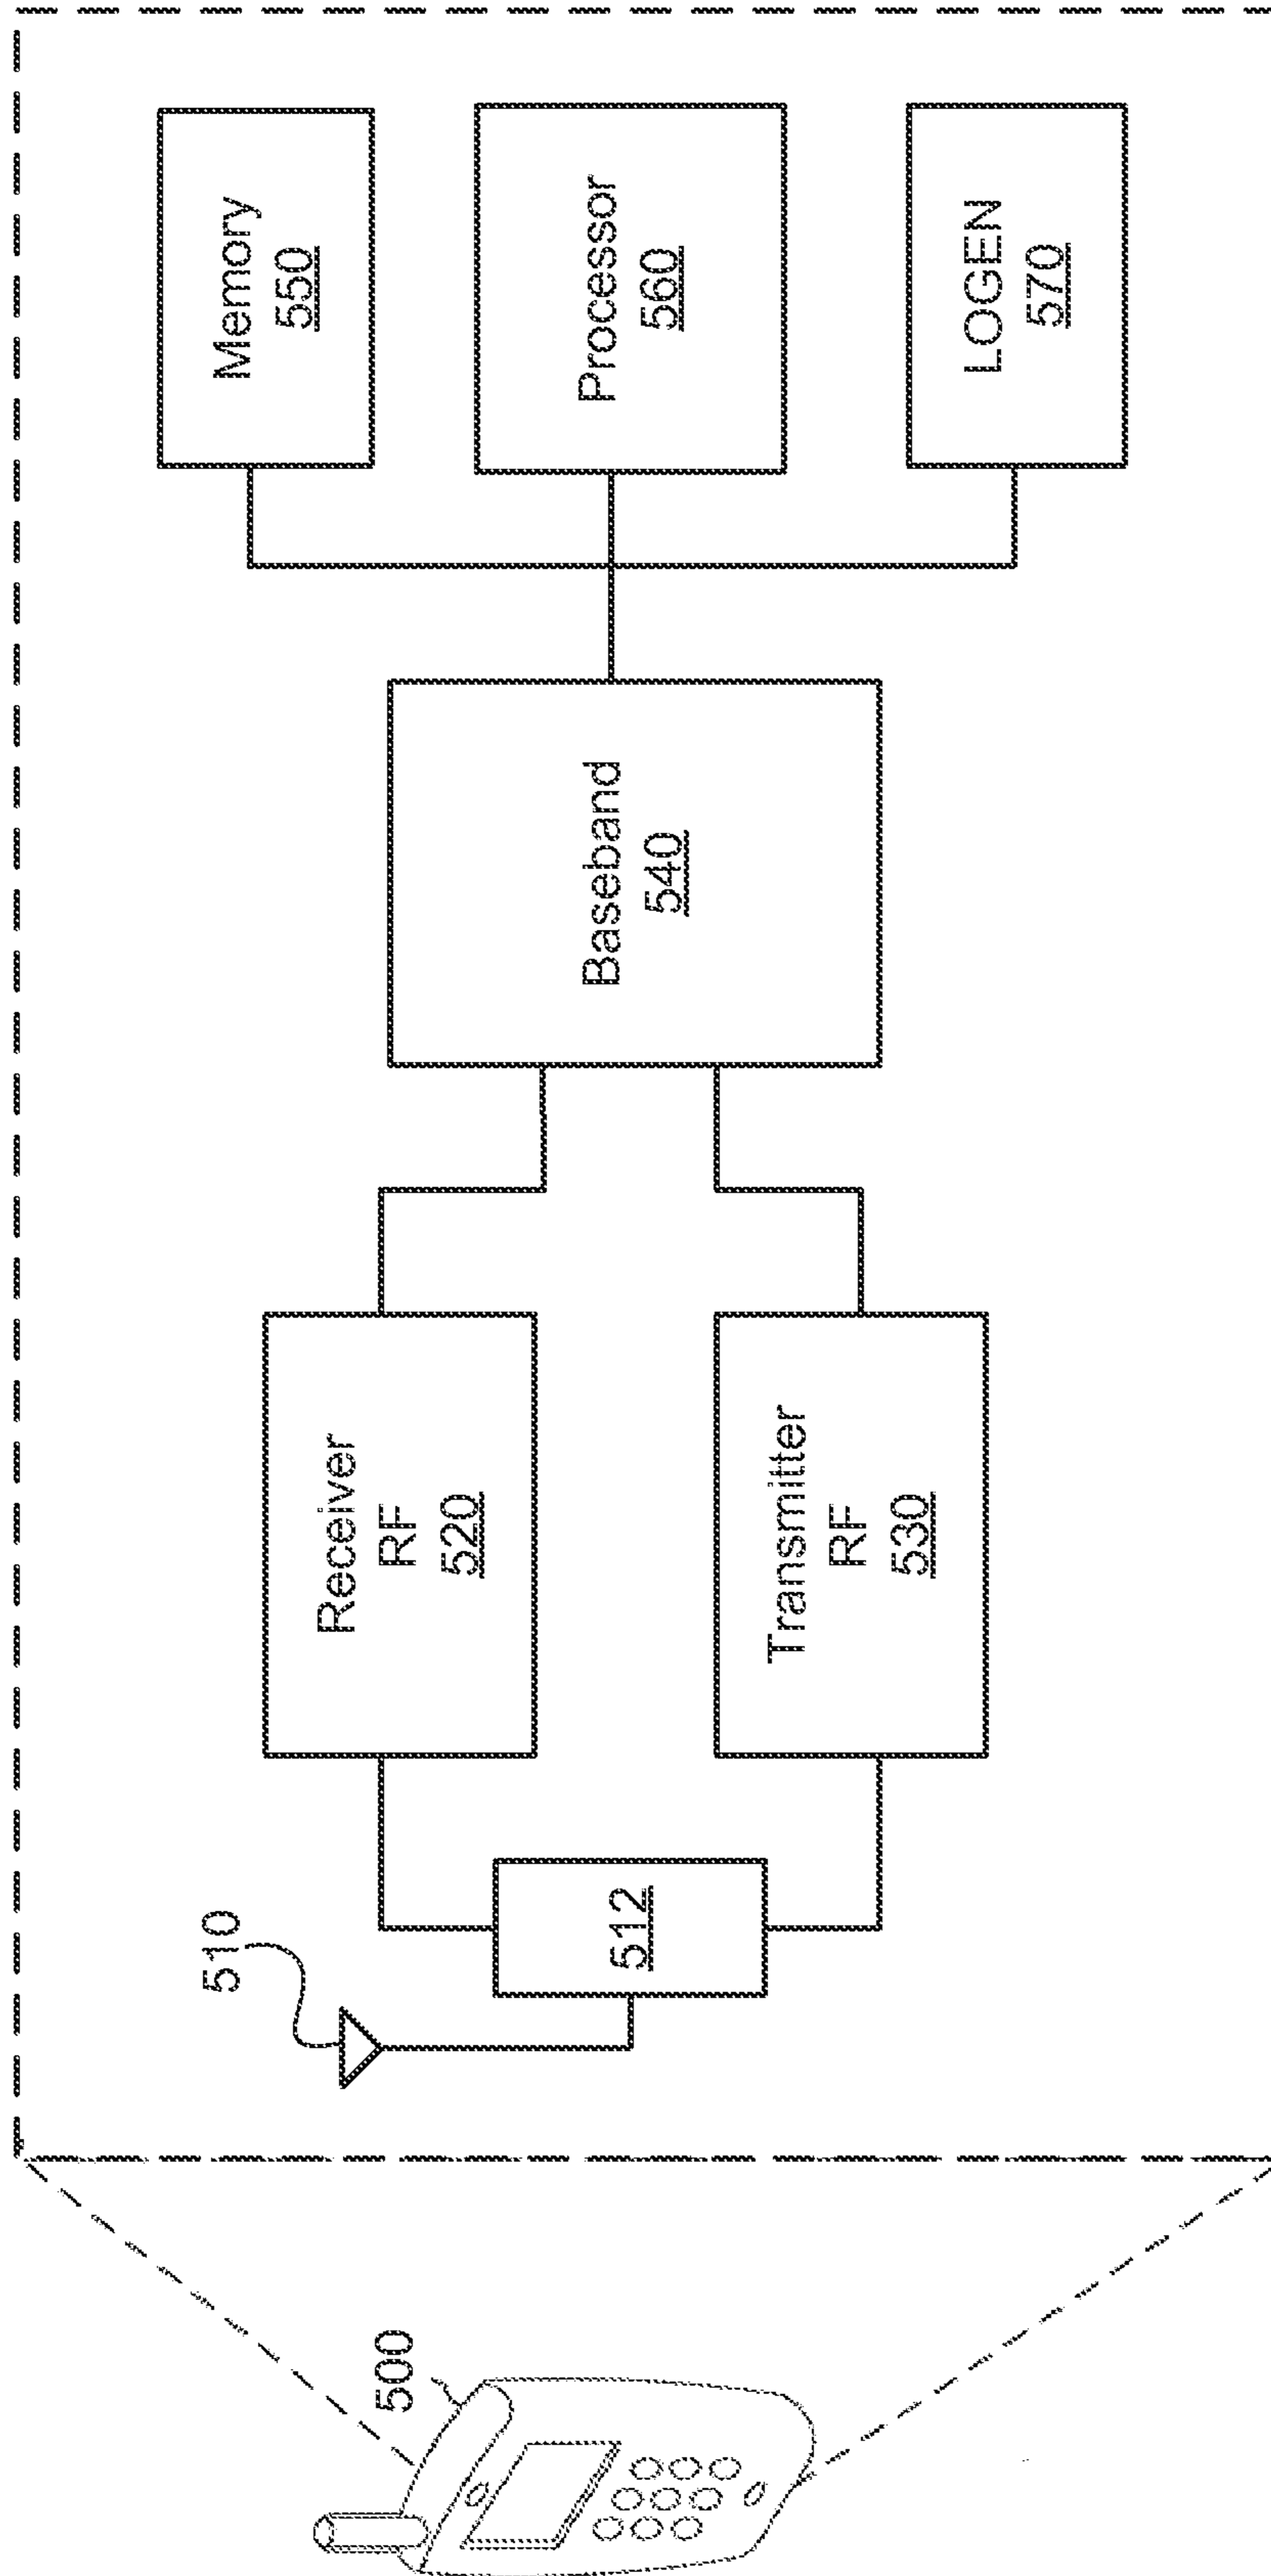 500
510
512
Receiver
RF
520
Transmitter
RF
530
Baseband
540
Memory
550
Processor
560
LOGEN
570